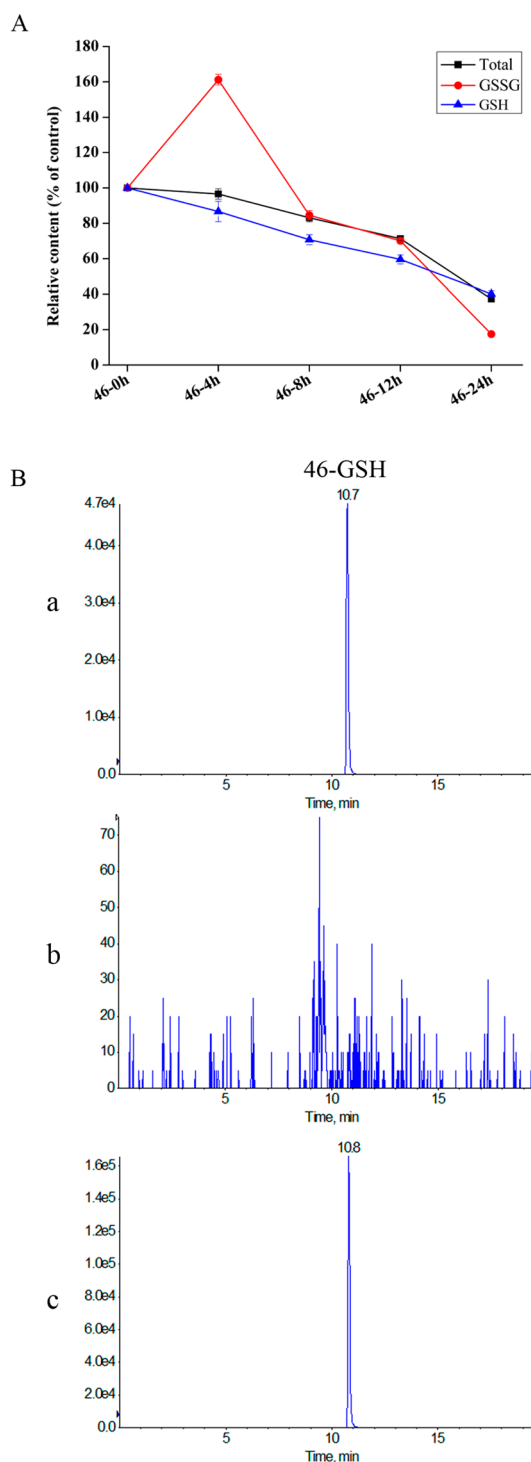 A
180
160
140
120
100
80
60
40
20
0
Relative content (% of control)
Total
GSSG
GSH
46-0h
46-4h
46-8h
46-12h
46-24h
B
46-GSH
a
10.7
4.7e4
4.0e4
3.0e4
2.0e4
1.0e4
0.0
5
10
15
Time, min
b
70
60
50
40
30
20
10
0
5
10
15
Time, min
c
10.8
1.6e5
1.4e5
1.2e5
1.0e5
8.0e4
6.0e4
4.0e4
2.0e4
0.0
5
10
15
Time, min